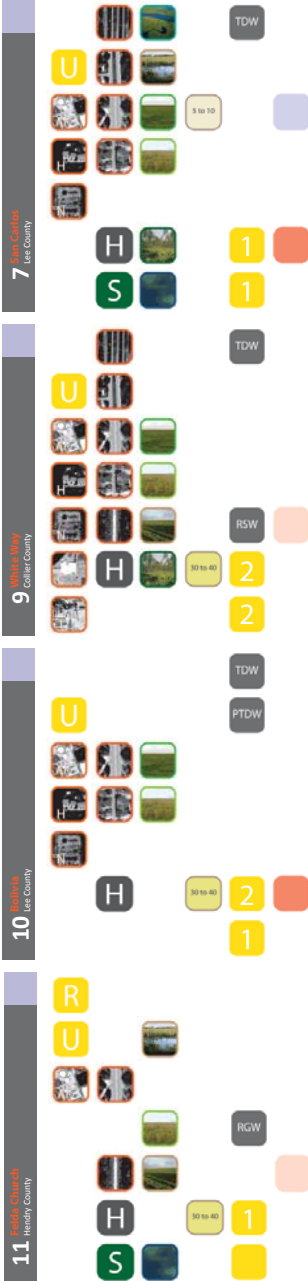 7 San Carlos
Lee County
TDW
U
5 to 10
H
N
H 1
S 1
9 White Way
Collier County
TDW
U
H
N RSW
H 30 to 40 2
2
10 Bolivia
Lee County
TDW
U PTDW
H
N
H 30 to 40 2
1
11 Felda Church
Hendry County
R
U
RGW
H 30 to 40 1
S